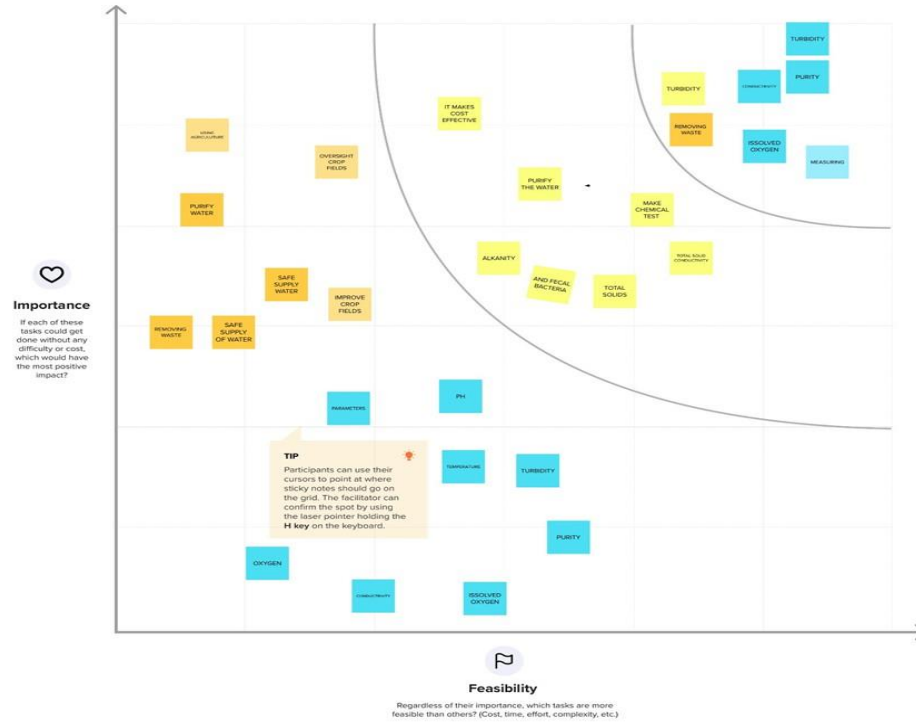 TURBIDITY
PURITY
CONDUCTIVITY
TURBIDITY
IT MAKES
COST
EFFECTIVE
REMOVING
WASTE
ISSOLVED
OXYGEN
MEASURING
OVERSIGHT
CROP
FIELDS
PURIFY
THE WATER
PURIFY
WATER
MAKE
CHEMICAL
TEST
ALKANITY
TOTAL SOLID
CONDUCTIVITY
AND FECAL
BACTERIA
TOTAL
SOLIDS
SAFE
SUPPLY
WATER
IMPROVE
CROP
FIELDS
REMOVING
WASTE
SAFE
SUPPLY
OF WATER
Importance
If each of these
tasks could get
done without any
difficulty or cost,
which would have
the most positive
impact?
PARAMETERS
PH
TIP
Participants can use their
cursors to point at where
sticky notes should go on
the grid. The facilitator can
confirm the spot by using
the laser pointer holding the
H key on the keyboard.
TEMPERATURE
TURBIDITY
PURITY
OXYGEN
CONDUCTIVITY
ISSOLVED
OXYGEN
Feasibility
Regardless of their importance, which tasks are more
feasible than others? (Cost, time, effort, complexity, etc.)